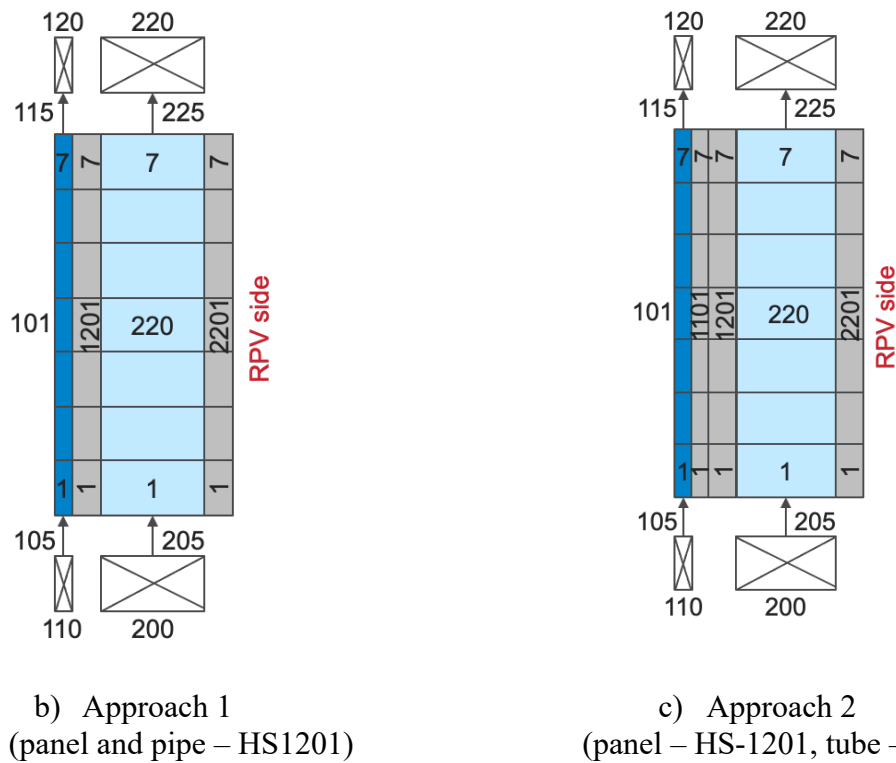 120 220
115 225
7 7 7 7
101 1201 220 2201
RPV side
1 1 1 1
105 205
110 200
b) Approach 1
(panel and pipe – HS1201)
120 220
115 225
7 7 7 7 7
101 1101 1201 220 2201
RPV side
1 1 1 1 1
105 205
110 200
c) Approach 2
(panel – HS-1201, tube –